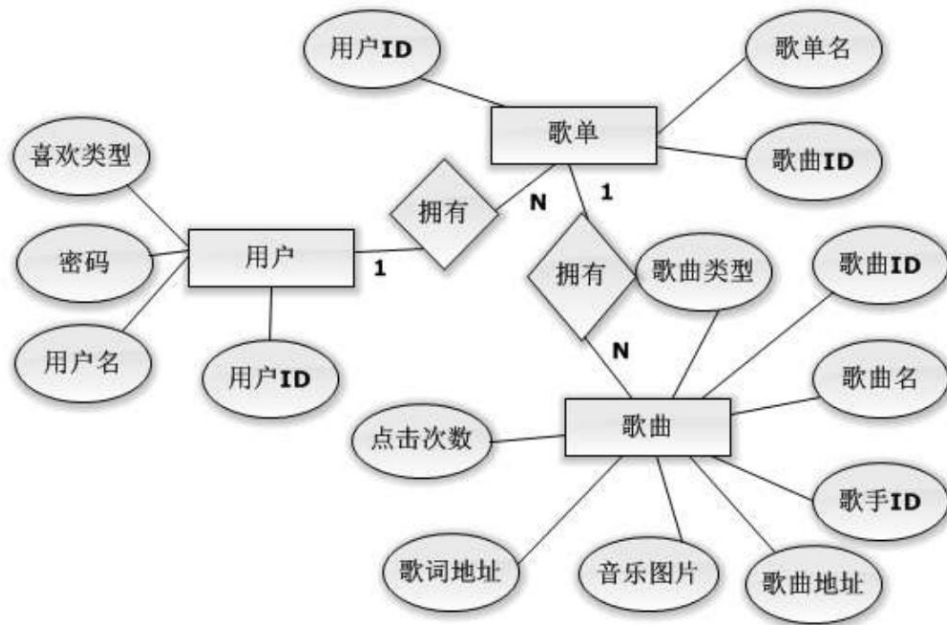 用户ID
歌单名
歌单
歌曲ID
喜欢类型
拥有
N
1
密码
用户
1
拥有
歌曲类型
歌曲ID
用户名
用户ID
N
歌曲名
点击次数
歌曲
歌手ID
歌词地址
音乐图片
歌曲地址